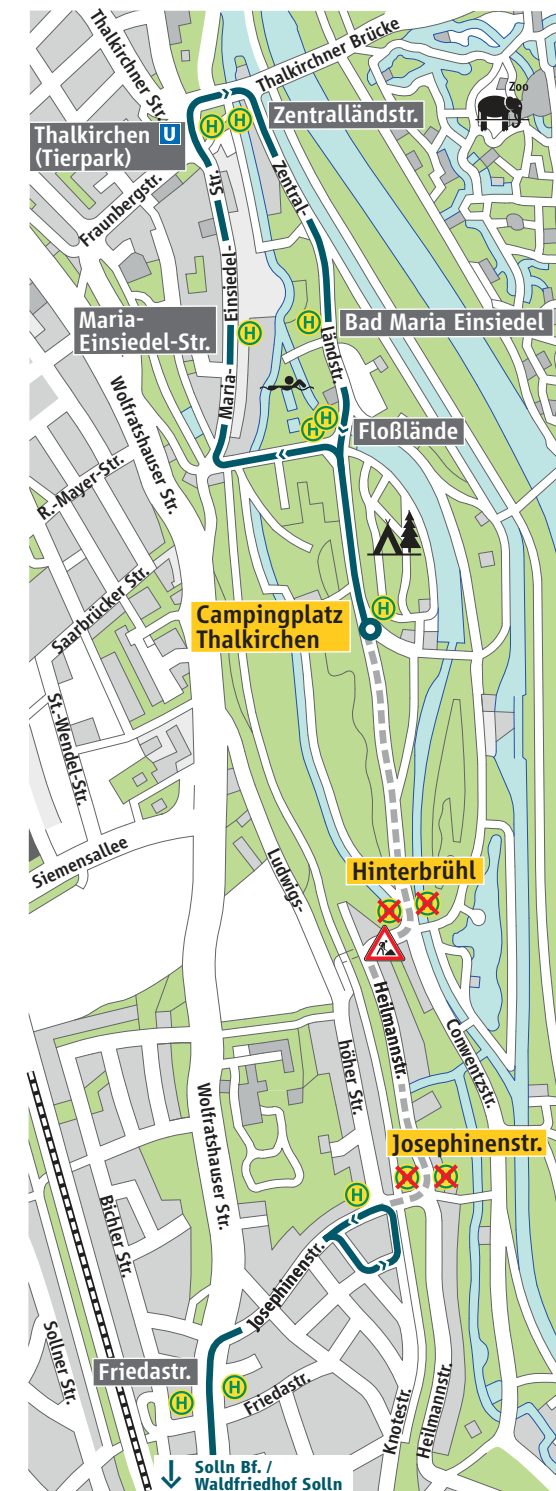 Thalkirchner Str.
Thalkirchner Brücke
Zoo
Zentralländstr.
H
H
Thalkirchen U
(Tierpark)
Fraunbergstr.
Zentral-
ländstr.
Maria-
Einsiedel-
Str.
Maria-
Einsiedel-Str.
H
H
Bad Maria Einsiedel
Wolfratshauser Str.
H
H
Floßlände
R.-Mayer-Str.
Saarbrücker Str.
H
Campingplatz
Thalkirchen
St.-Wendel-Str.
Siemensallee
Ludwigs-
höher Str.
Hinterbrühl
H
H
Heilmannstr.
Conwentzstr.
Wolfratshauser Str.
Josephinenstr.
H
H
H
Bichler Str.
Josephinenstr.
Sollner Str.
Friedastr.
H
H
Friedastr.
Knotestr.
Heilmannstr.
Solln Bf. /
Waldfriedhof Solln